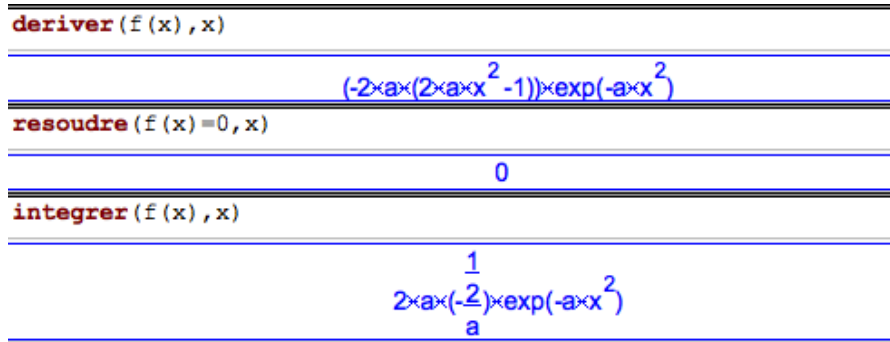 deriver(f(x),x)
(-2×a×(2×a×x²-1))×exp(-a×x²)
resoudre(f(x)=0,x)
0
integrer(f(x),x)
1
2×a×(-2)×exp(-a×x²)
a